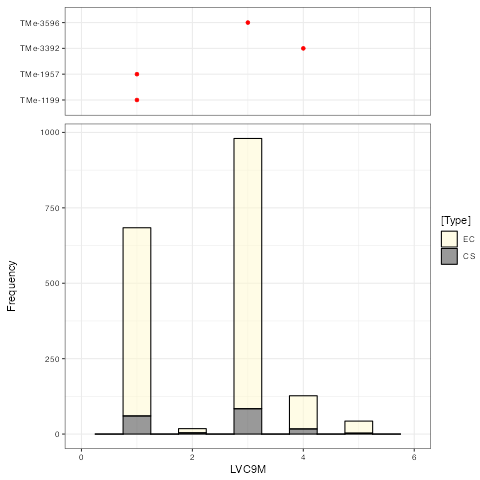 TMe-3596
TMe-3392
TMe-1957
TMe-1199
1000
750
500
250
0
Frequency
0 2 4 6
LVC9M
[Type]
EC
CS